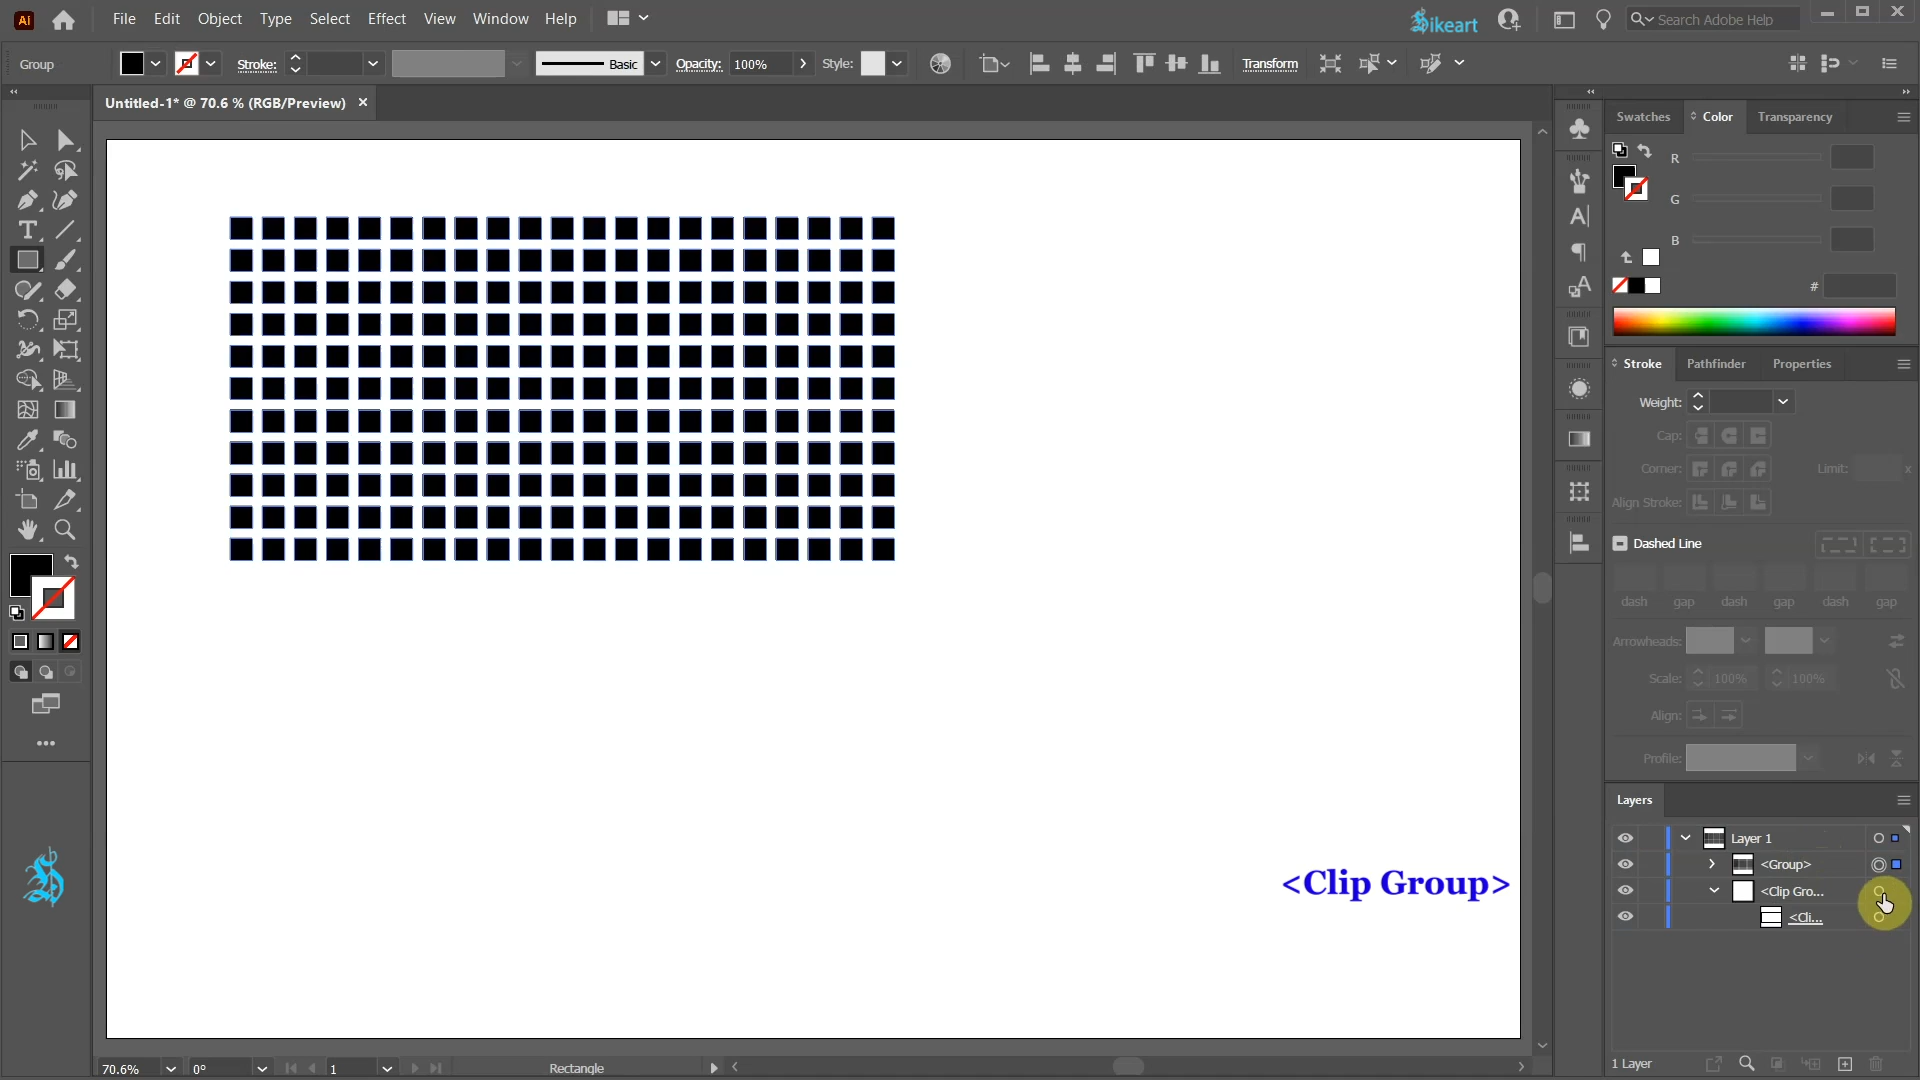 Ai File Edit Object Type Select Effect View Window Help Sikeart Search Adobe Help
Group Stroke: Basic Opacity: 100% Style: Transform
Untitled-1* @ 70.6 % (RGB/Preview) ×
Swatches Color Transparency
R
G
B
#
Stroke Pathfinder Properties
Weight:
Cap:
Corner: Limit: x
Align Stroke:
Dashed Line
dash gap dash gap dash gap
Arrowheads:
Scale: 100% 100%
Align:
Profile:
Layers
Layer 1
<Group>
<Clip Group>
<Clip Gro...
<Cli...
1 Layer
70.6% 0° 1 Rectangle